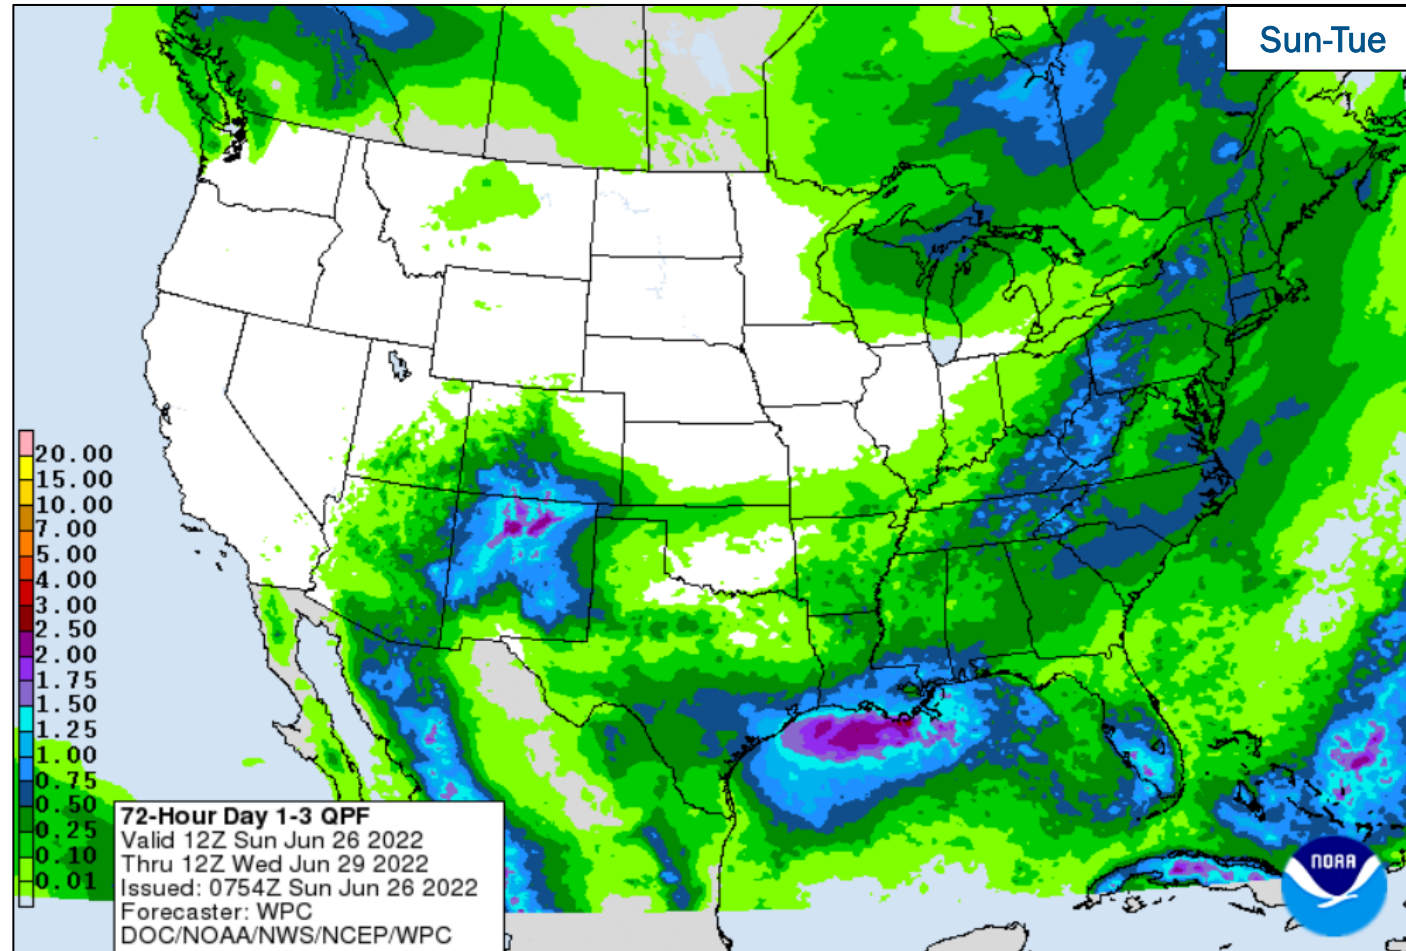 Sun-Tue
20.00
15.00
10.00
7.00
5.00
4.00
3.00
2.50
2.00
1.75
1.50
1.25
1.00
0.75
0.50
0.25
0.10
0.01
72-Hour Day 1-3 QPF
Valid 12Z Sun Jun 26 2022
Thru 12Z Wed Jun 29 2022
Issued: 0754Z Sun Jun 26 2022
Forecaster: WPC
DOC/NOAA/NWS/NCEP/WPC
NOAA